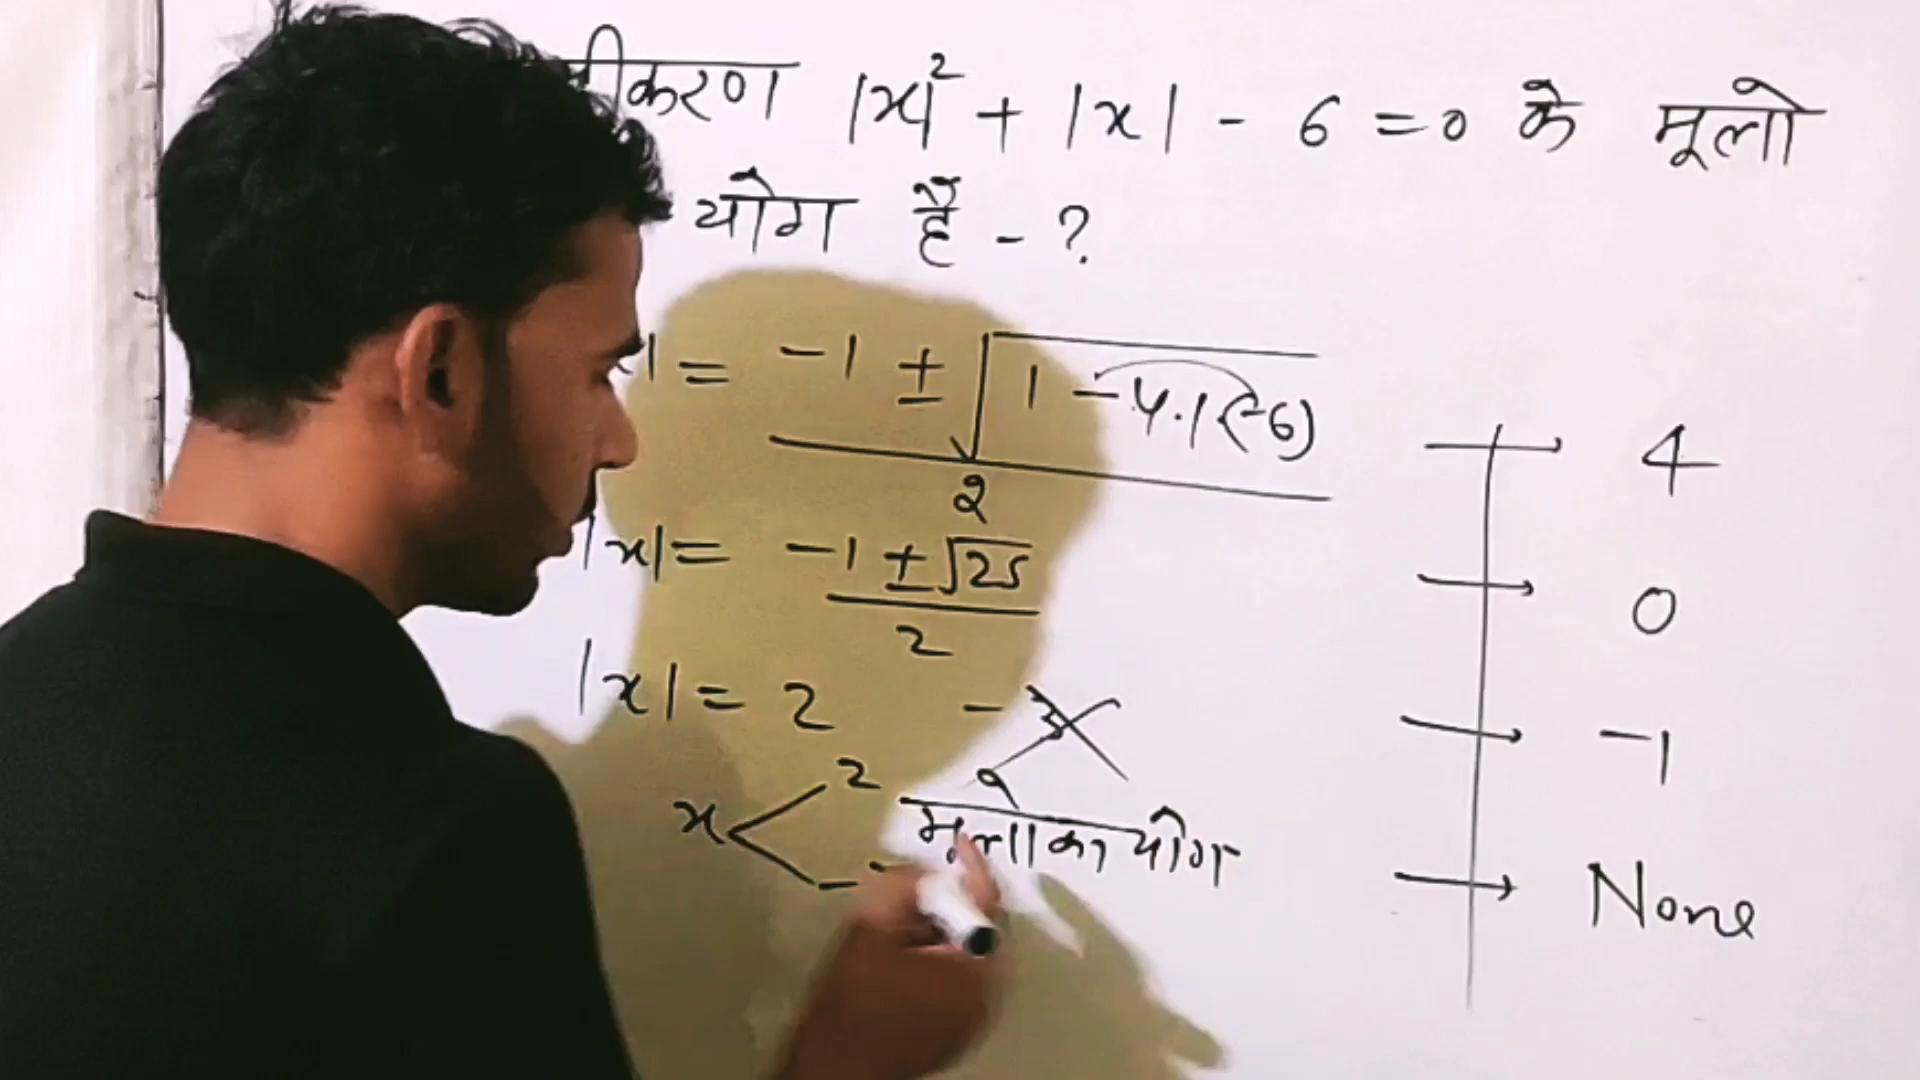 |x|² + |x| - 6 = 0 के मूलो
योग है - ?
= -1 ± √1 - 4.1(-6)
2
|x| = -1 ± √25
2
|x| = 2 - 3
x < 2
मूलो का योग
4
0
-1
None